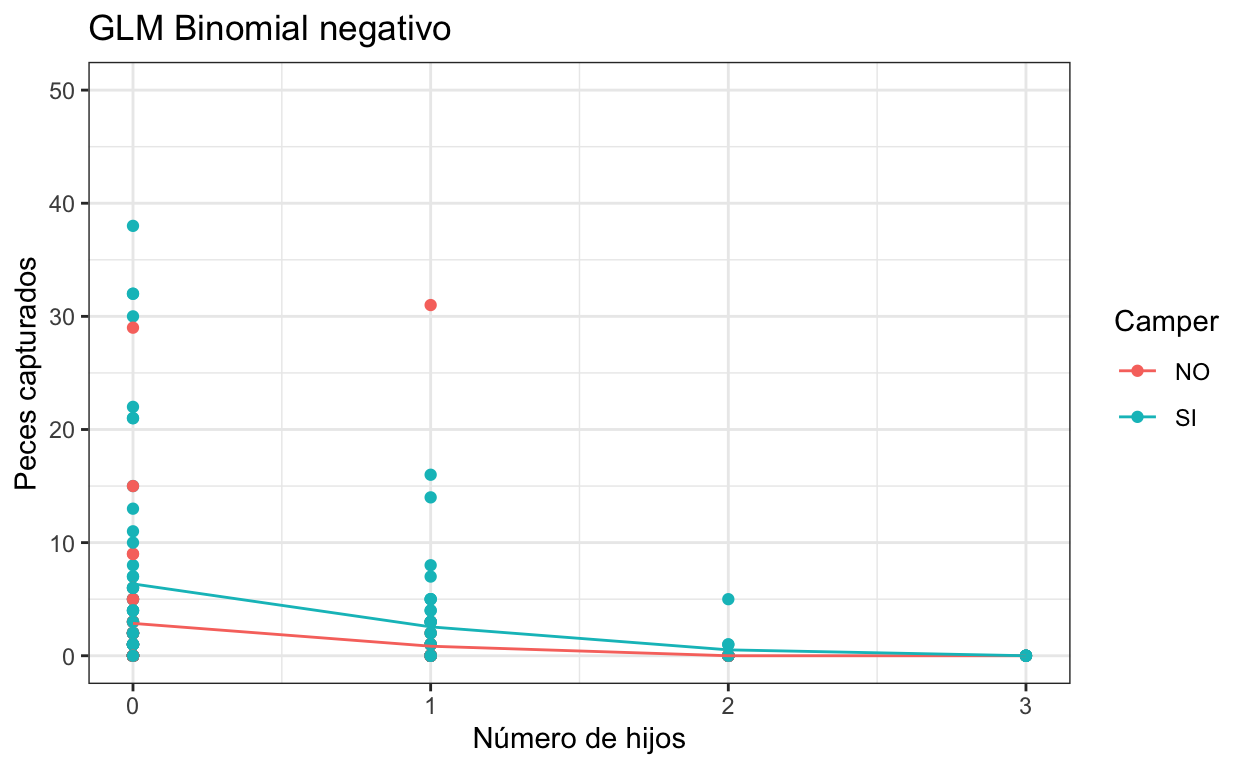 GLM Binomial negativo
Peces capturados
50
40
30
20
10
0
0 1 2 3
Número de hijos
Camper
NO
SI